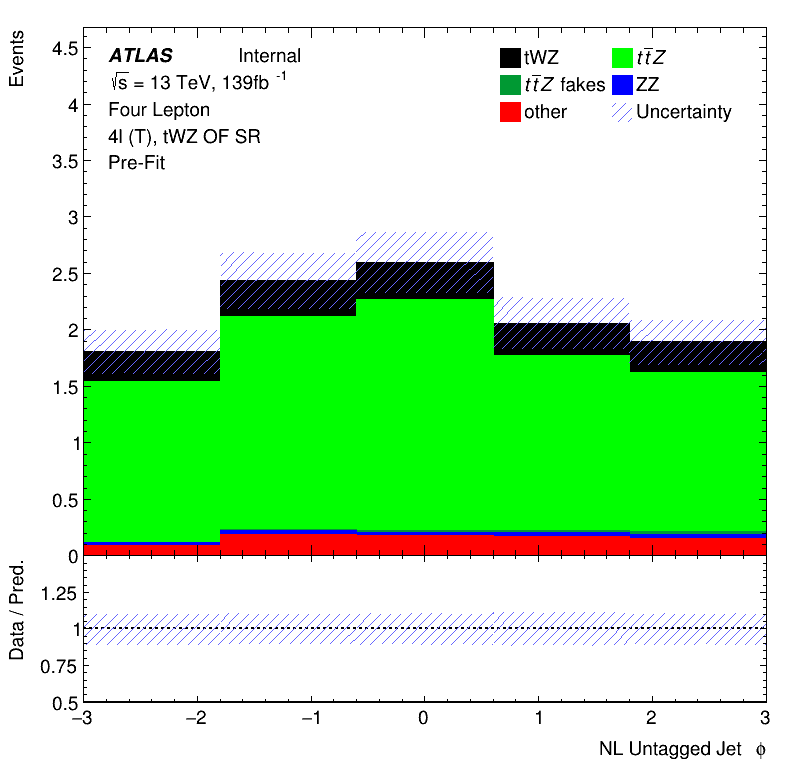 Events
4.5
4
3.5
3
2.5
2
1.5
1
0.5
0
ATLAS Internal
√s = 13 TeV, 139fb -1
Four Lepton
4l (T), tWZ OF SR
Pre-Fit
tWZ
tt̄Z
tt̄Z fakes
ZZ
other
Uncertainty
Data / Pred.
1.25
1
0.75
0.5
−3 −2 −1 0 1 2 3
NL Untagged Jet ϕ